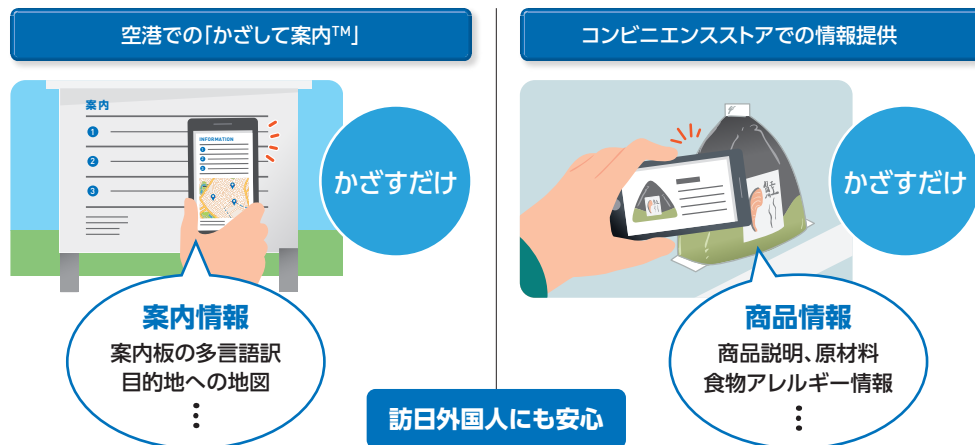 空港での「かざして案内™」
案内
1
2
3
INFORMATION
1
2
3
かざすだけ
案内情報
案内板の多言語訳
目的地への地図
⋮
コンビニエンスストアでの情報提供
鮭
かざすだけ
商品情報
商品説明、原材料
食物アレルギー情報
⋮
訪日外国人にも安心